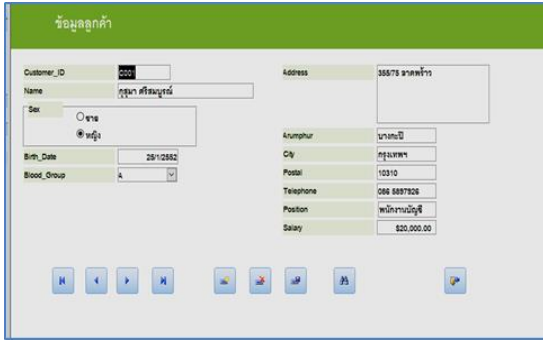 ข้อมูลลูกค้า
Customer_ID C001
Name กุสุมา ศรีสมบูรณ์
Sex
ชาย
หญิง
Birth_Date 25/1/2552
Blood_Group A
Address 355/75 ลาดพร้าว
Arumphur บางกะปิ
City กรุงเทพฯ
Postal 10310
Telephone 086 5897926
Position พนักงานบัญชี
Salary $20,000.00